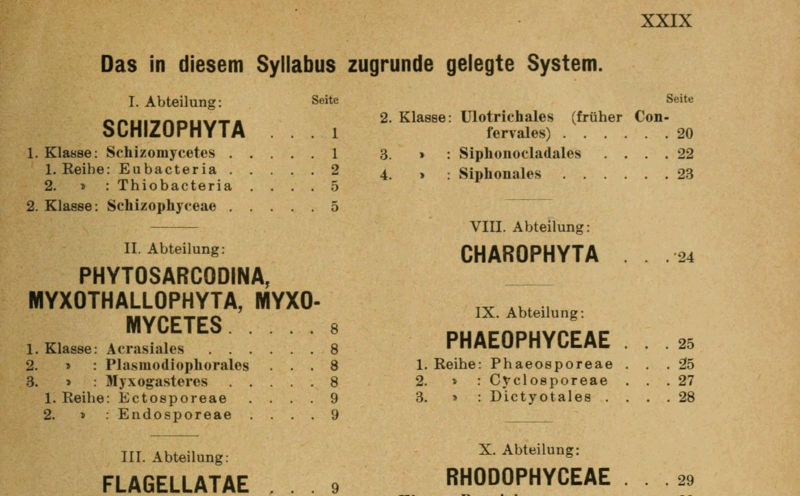 XXIX
Das in diesem Syllabus zugrunde gelegte System.
I. Abteilung: Seite
SCHIZOPHYTA . . . 1
1. Klasse: Schizomycetes . . . . . 1
1. Reihe: Eubacteria . . . . . 2
2. » : Thiobacteria . . . . 5
2. Klasse: Schizophyceae . . . . . 5
II. Abteilung:
PHYTOSARCODINA,
MYXOTHALLOPHYTA, MYXO-
MYCETES . . . . . 8
1. Klasse: Acrasiales . . . . . . 8
2. » : Plasmodiophorales . . . 8
3. » : Myxogasteres . . . . . 8
1. Reihe: Ectosporeae . . . . 9
2. » : Endosporeae . . . . 9
III. Abteilung:
FLAGELLATAE . . . 9
Seite
2. Klasse: Ulotrichales (früher Con-
fervales) . . . . . . 20
3. » : Siphonocladales . . . . 22
4. » : Siphonales . . . . . . 23
VIII. Abteilung:
CHAROPHYTA . . . 24
IX. Abteilung:
PHAEOPHYCEAE . . . 25
1. Reihe: Phaeosporeae . . . 25
2. » : Cyclosporeae . . . 27
3. » : Dictyotales . . . . 28
X. Abteilung:
RHODOPHYCEAE . . . 29